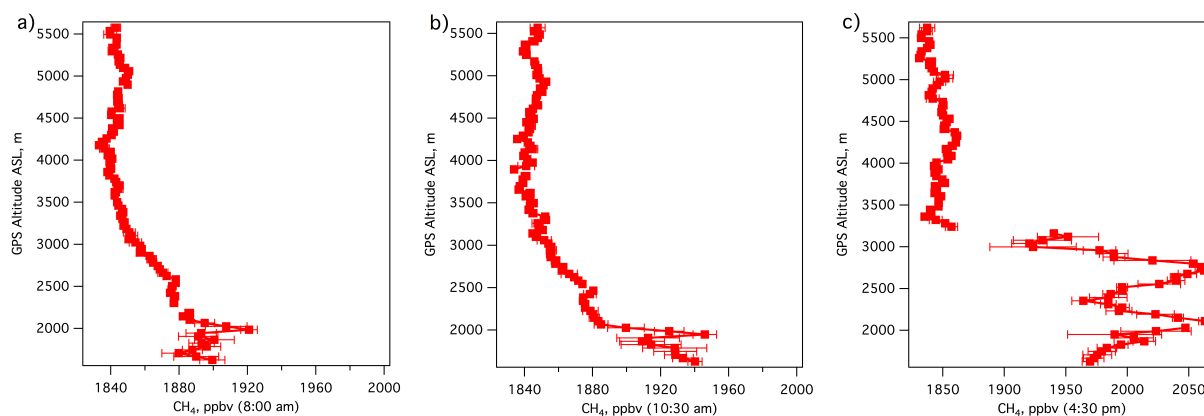 a)
5500
5000
4500
4000
3500
3000
2500
2000
GPS Altitude ASL, m
1840 1880 1920 1960 2000
CH4, ppbv (8:00 am)
b)
5500
5000
4500
4000
3500
3000
2500
2000
GPS Altitude ASL, m
1840 1880 1920 1960 2000
CH4, ppbv (10:30 am)
c)
5500
5000
4500
4000
3500
3000
2500
2000
GPS Altitude ASL, m
1850 1900 1950 2000 2050
CH4, ppbv (4:30 pm)